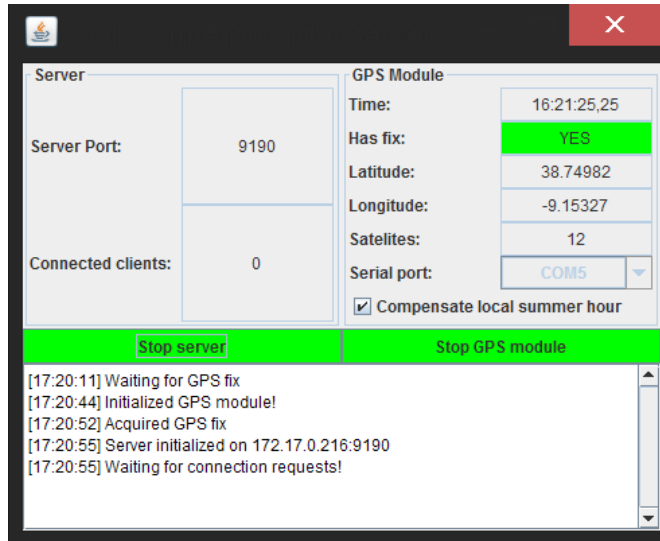 Server
Server Port: 9190
Connected clients: 0
GPS Module
Time: 16:21:25,25
Has fix: YES
Latitude: 38.74982
Longitude: -9.15327
Satelites: 12
Serial port: COM5
Compensate local summer hour
Stop server
Stop GPS module
[17:20:11] Waiting for GPS fix
[17:20:44] Initialized GPS module!
[17:20:52] Acquired GPS fix
[17:20:55] Server initialized on 172.17.0.216:9190
[17:20:55] Waiting for connection requests!